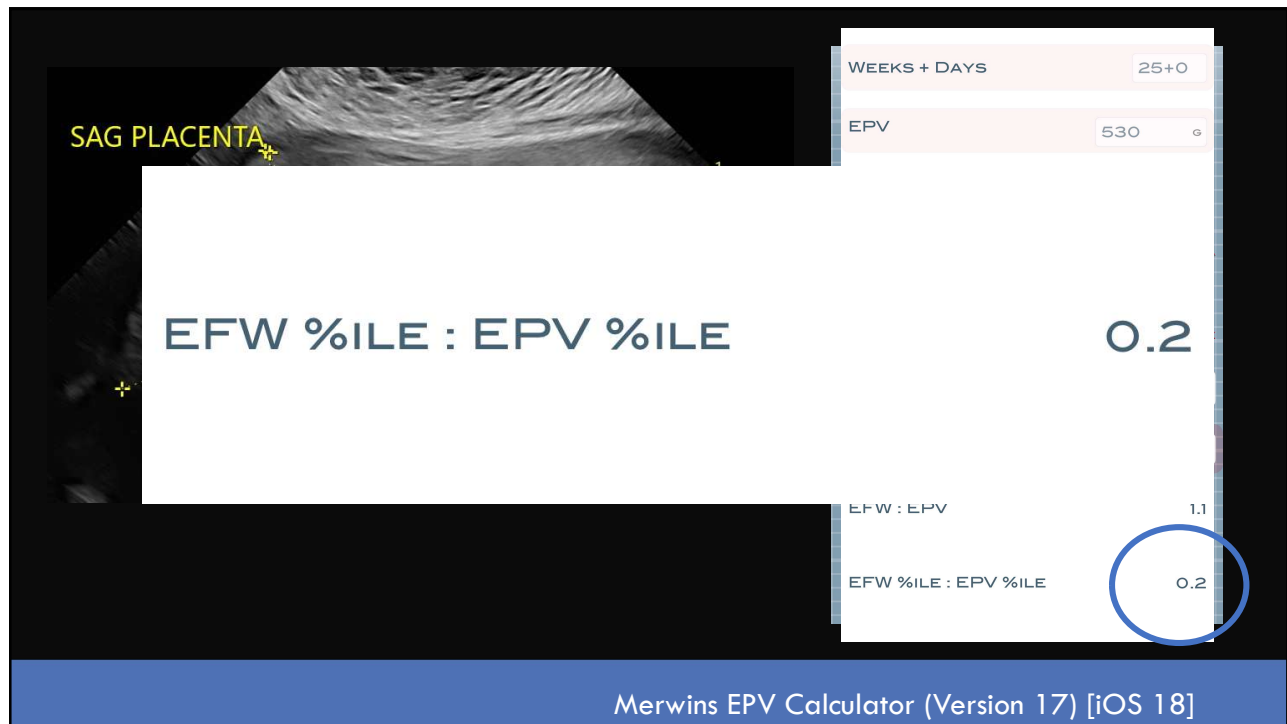 SAG PLACENTA
WEEKS + DAYS 25+0
EPV 530 G
1
EFW %ILE : EPV %ILE 0.2
EFW : EPV 1.1
EFW %ILE : EPV %ILE 0.2
Merwins EPV Calculator (Version 17) [iOS 18]